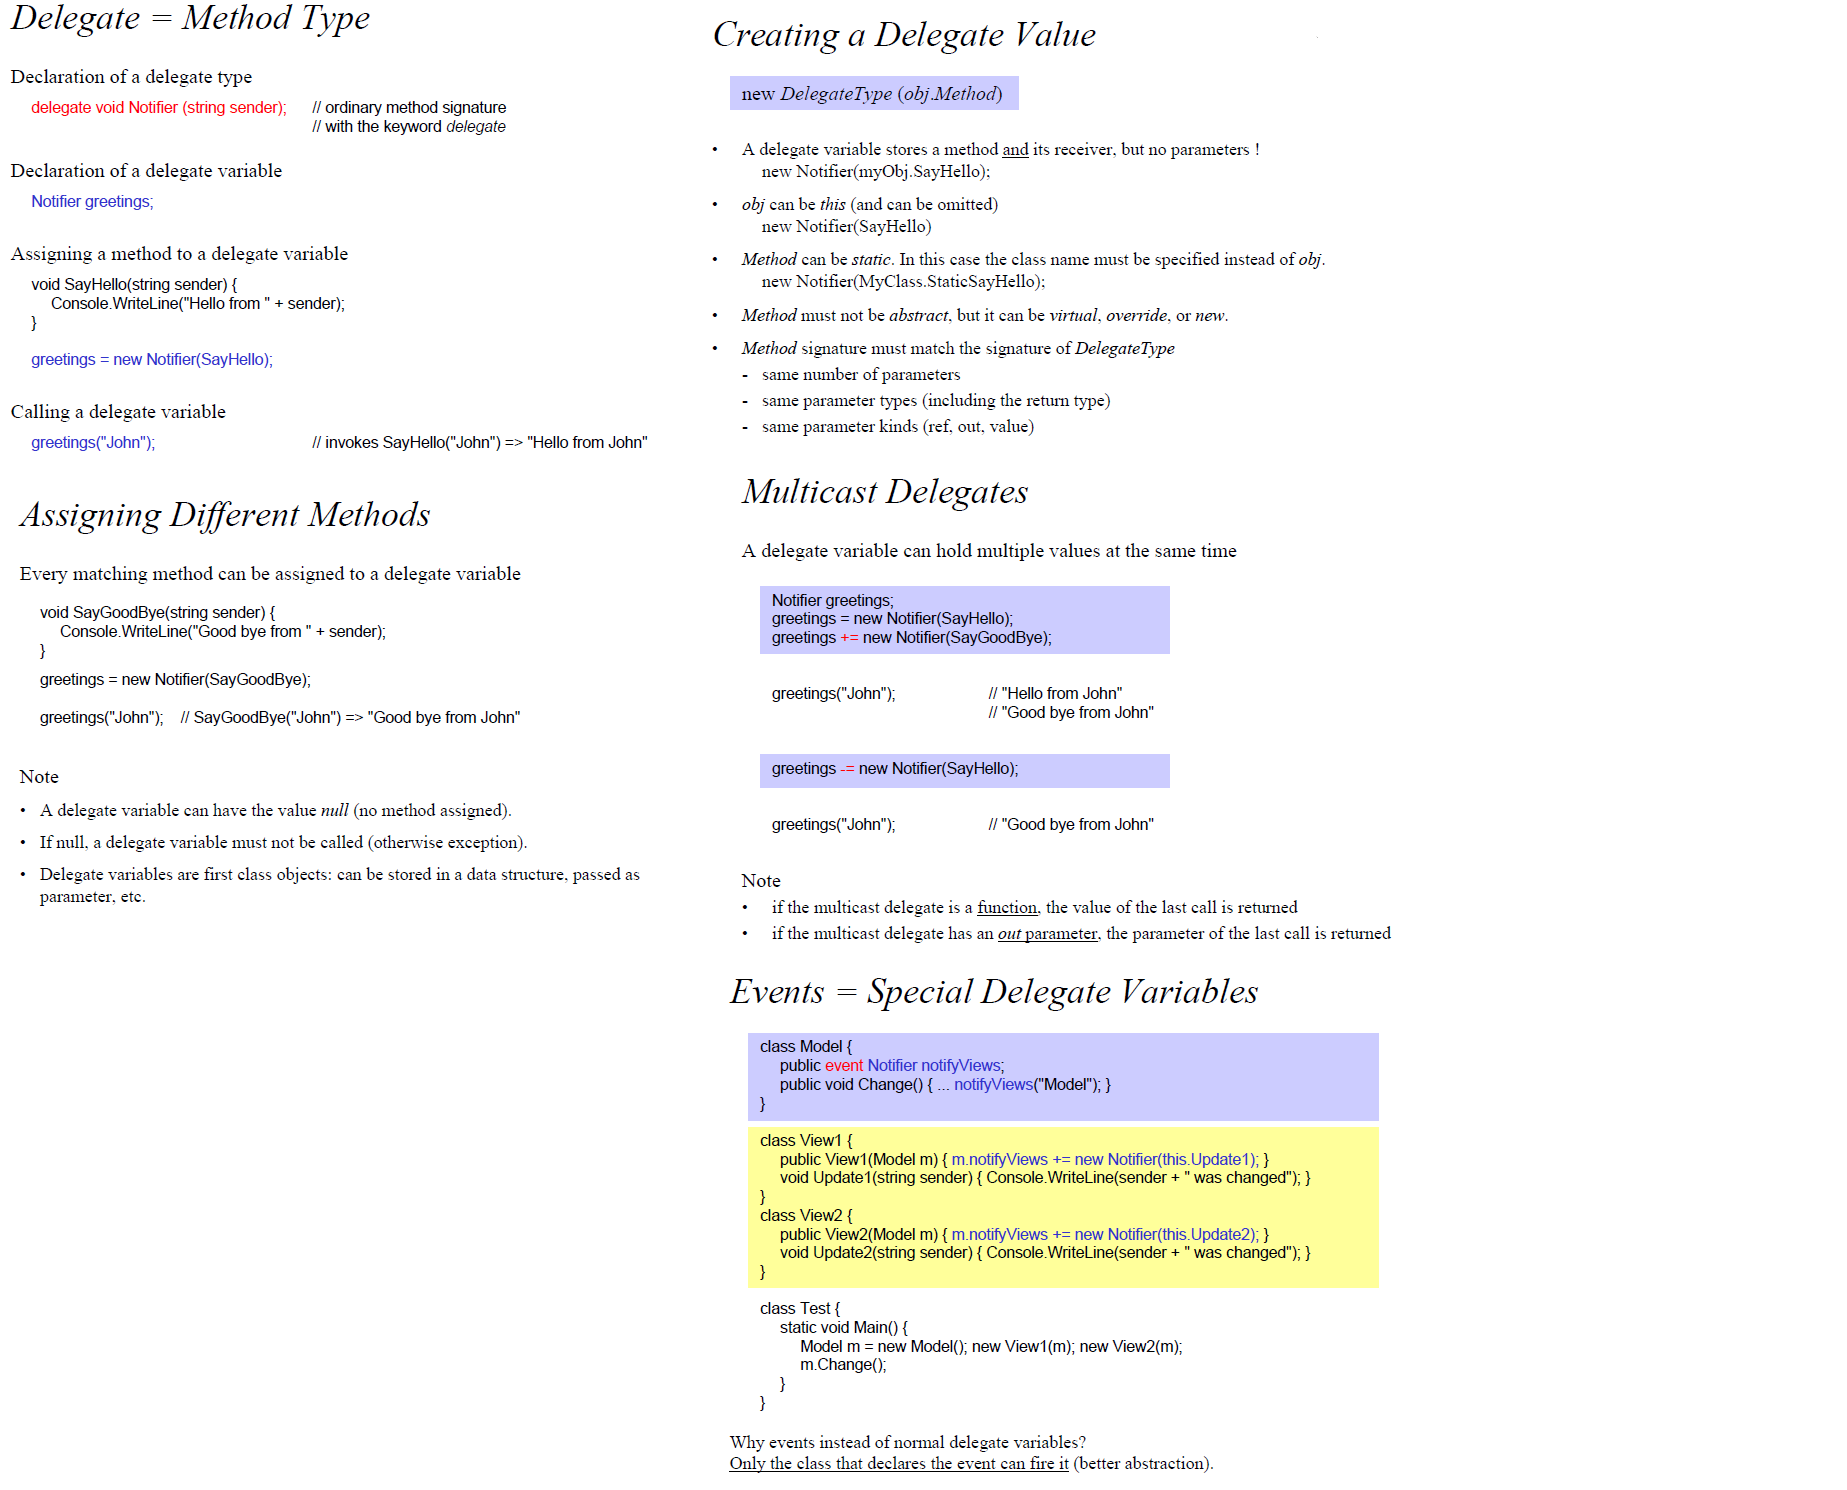 Delegate = Method Type
Declaration of a delegate type
delegate void Notifier (string sender); // ordinary method signature
// with the keyword delegate
Declaration of a delegate variable
Notifier greetings;
Assigning a method to a delegate variable
void SayHello(string sender) {
Console.WriteLine("Hello from " + sender);
}
greetings = new Notifier(SayHello);
Calling a delegate variable
greetings("John"); // invokes SayHello("John") => "Hello from John"
Assigning Different Methods
Every matching method can be assigned to a delegate variable
void SayGoodBye(string sender) {
Console.WriteLine("Good bye from " + sender);
}
greetings = new Notifier(SayGoodBye);
greetings("John"); // SayGoodBye("John") => "Good bye from John"
Note
• A delegate variable can have the value null (no method assigned).
• If null, a delegate variable must not be called (otherwise exception).
• Delegate variables are first class objects: can be stored in a data structure, passed as
parameter, etc.
Creating a Delegate Value
new DelegateType (obj.Method)
• A delegate variable stores a method and its receiver, but no parameters !
new Notifier(myObj.SayHello);
• obj can be this (and can be omitted)
new Notifier(SayHello)
• Method can be static. In this case the class name must be specified instead of obj.
new Notifier(MyClass.StaticSayHello);
• Method must not be abstract, but it can be virtual, override, or new.
• Method signature must match the signature of DelegateType
- same number of parameters
- same parameter types (including the return type)
- same parameter kinds (ref, out, value)
Multicast Delegates
A delegate variable can hold multiple values at the same time
Notifier greetings;
greetings = new Notifier(SayHello);
greetings += new Notifier(SayGoodBye);
greetings("John"); // "Hello from John"
// "Good bye from John"
greetings -= new Notifier(SayHello);
greetings("John"); // "Good bye from John"
Note
• if the multicast delegate is a function, the value of the last call is returned
• if the multicast delegate has an out parameter, the parameter of the last call is returned
Events = Special Delegate Variables
class Model {
public event Notifier notifyViews;
public void Change() { ... notifyViews("Model"); }
}
class View1 {
public View1(Model m) { m.notifyViews += new Notifier(this.Update1); }
void Update1(string sender) { Console.WriteLine(sender + " was changed"); }
}
class View2 {
public View2(Model m) { m.notifyViews += new Notifier(this.Update2); }
void Update2(string sender) { Console.WriteLine(sender + " was changed"); }
}
class Test {
static void Main() {
Model m = new Model(); new View1(m); new View2(m);
m.Change();
}
}
Why events instead of normal delegate variables?
Only the class that declares the event can fire it (better abstraction).